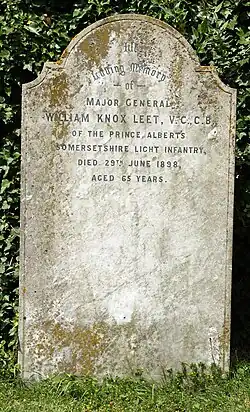 In
Loving Memory
of
MAJOR GENERAL
WILLIAM KNOX LEET, V.C., C.B.
OF THE PRINCE ALBERTS
SOMERSETSHIRE LIGHT INFANTRY,
DIED 29TH JUNE 1898,
AGED 65 YEARS.